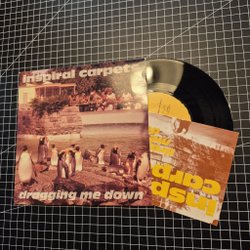 inspiral carpets
dragging me down
insp
carp